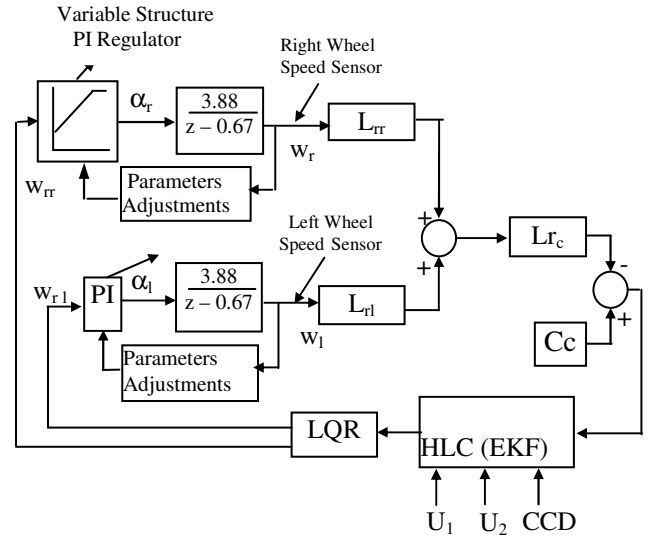 Variable Structure
PI Regulator
Right Wheel
Speed Sensor
αr
3.88
z – 0.67
Lrr
wr
wrr
Parameters
Adjustments
+
+
Lrc
-
+
Cc
Left Wheel
Speed Sensor
wr 1
PI
αl
3.88
z – 0.67
Lrl
wl
Parameters
Adjustments
LQR
HLC (EKF)
U1
U2
CCD